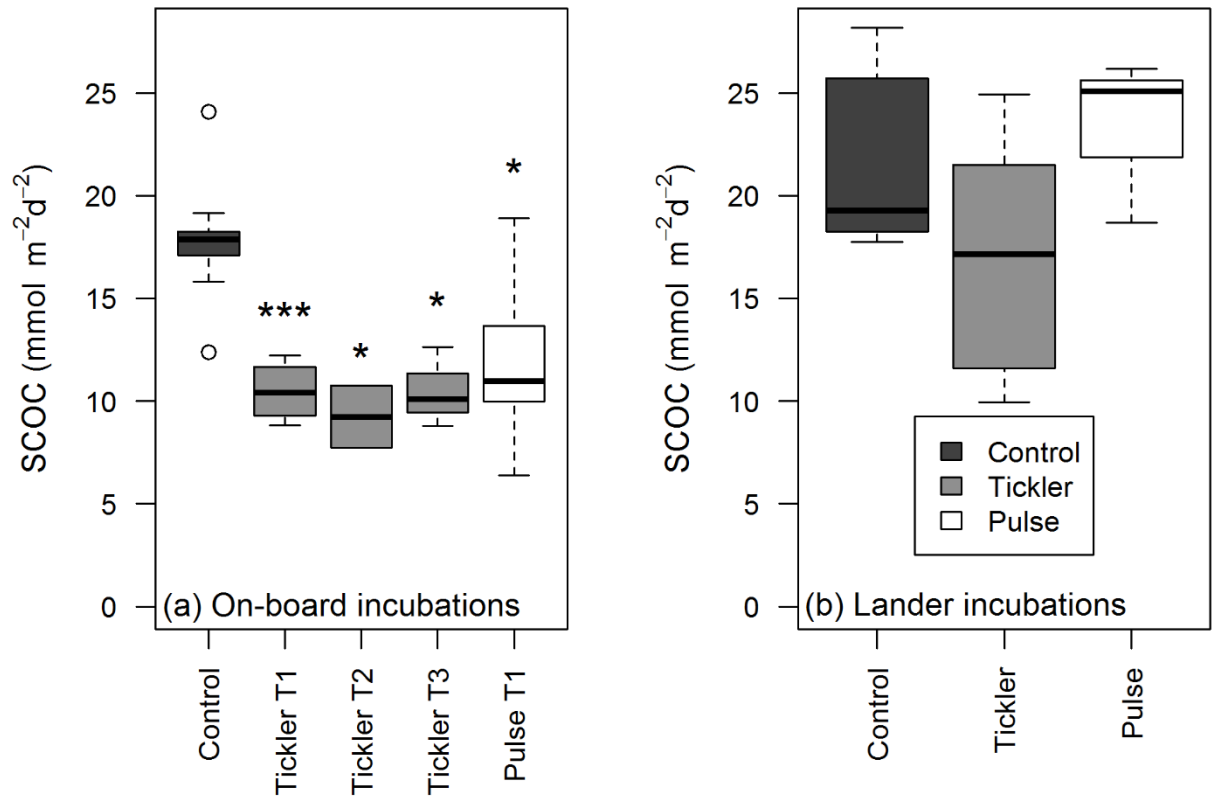 25
20
15
10
5
0
SCOC (mmol m⁻²d⁻²)
***
*
*
*
(a) On-board incubations
Control
Tickler T1
Tickler T2
Tickler T3
Pulse T1
25
20
15
10
5
0
SCOC (mmol m⁻²d⁻²)
Control
Tickler
Pulse
(b) Lander incubations
Control
Tickler
Pulse